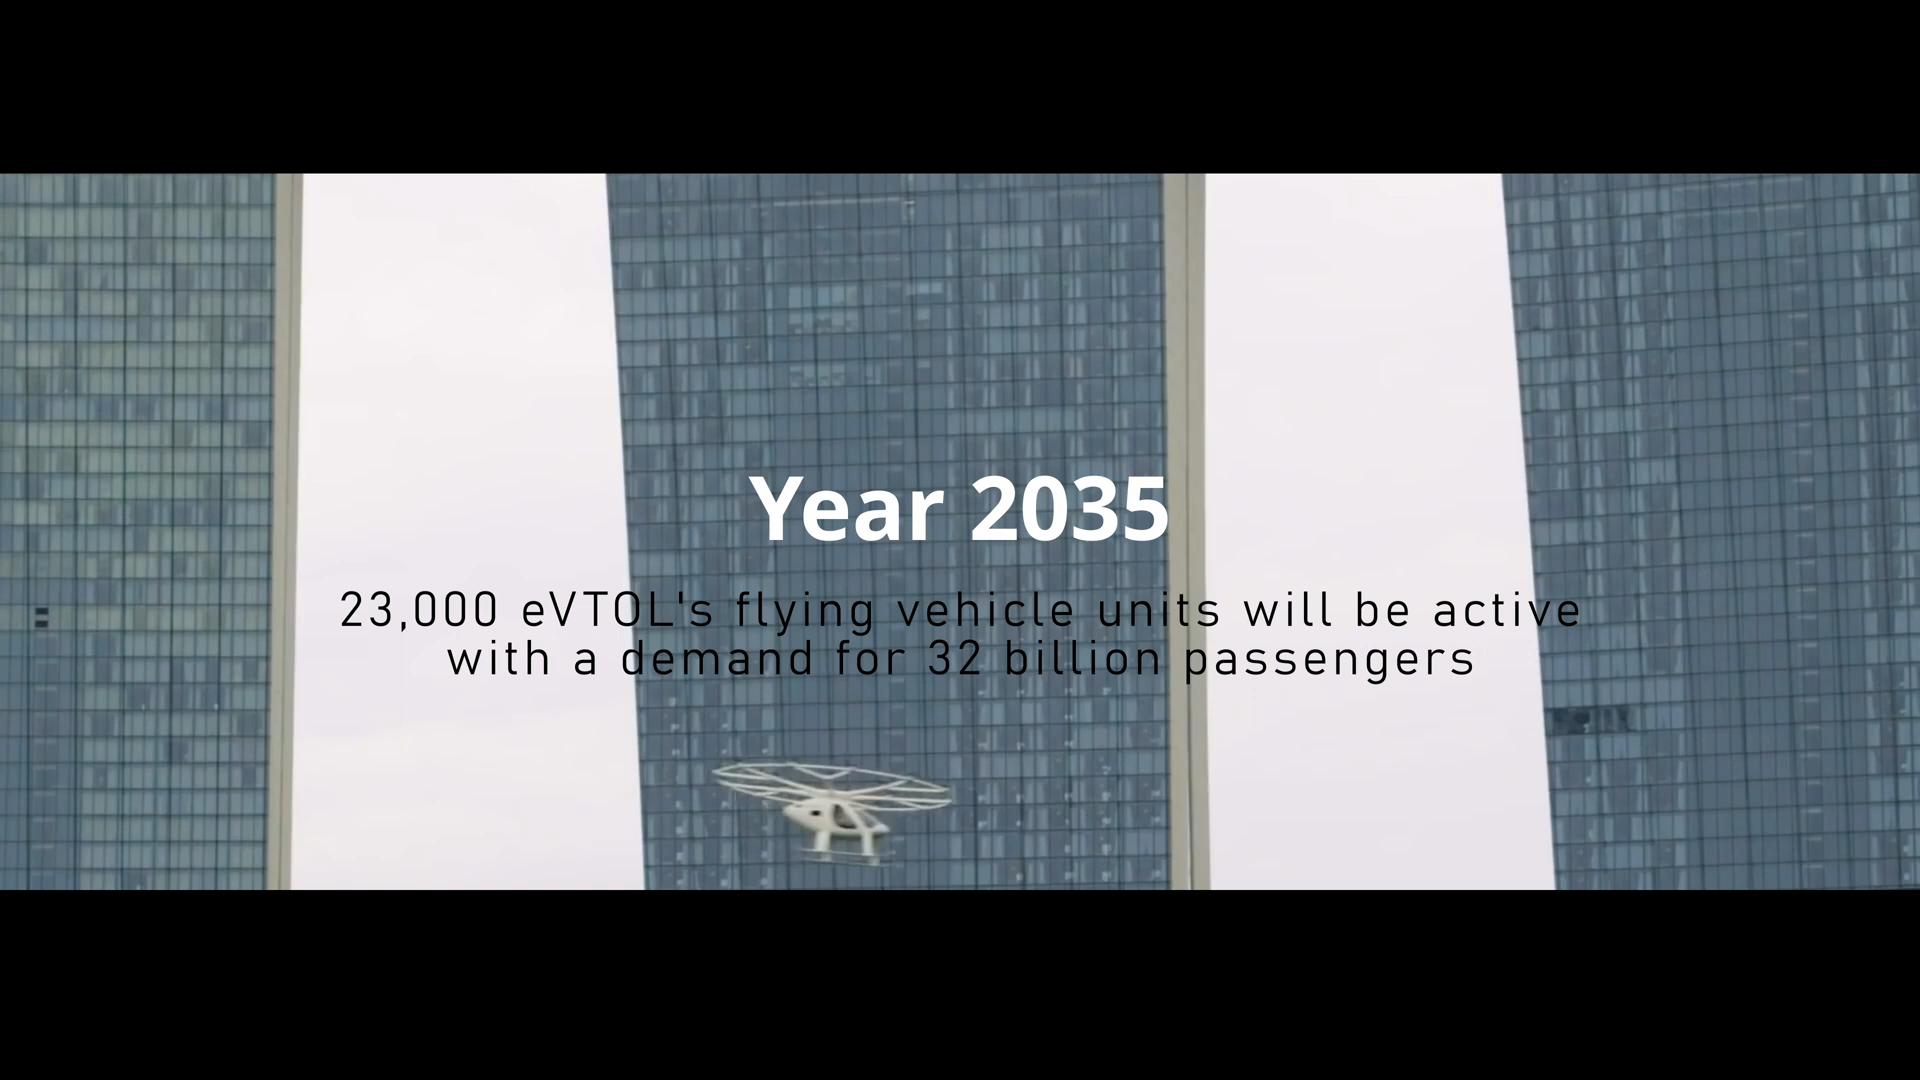 Year 2035
23,000 eVTOL's flying vehicle units will be active
with a demand for 32 billion passengers